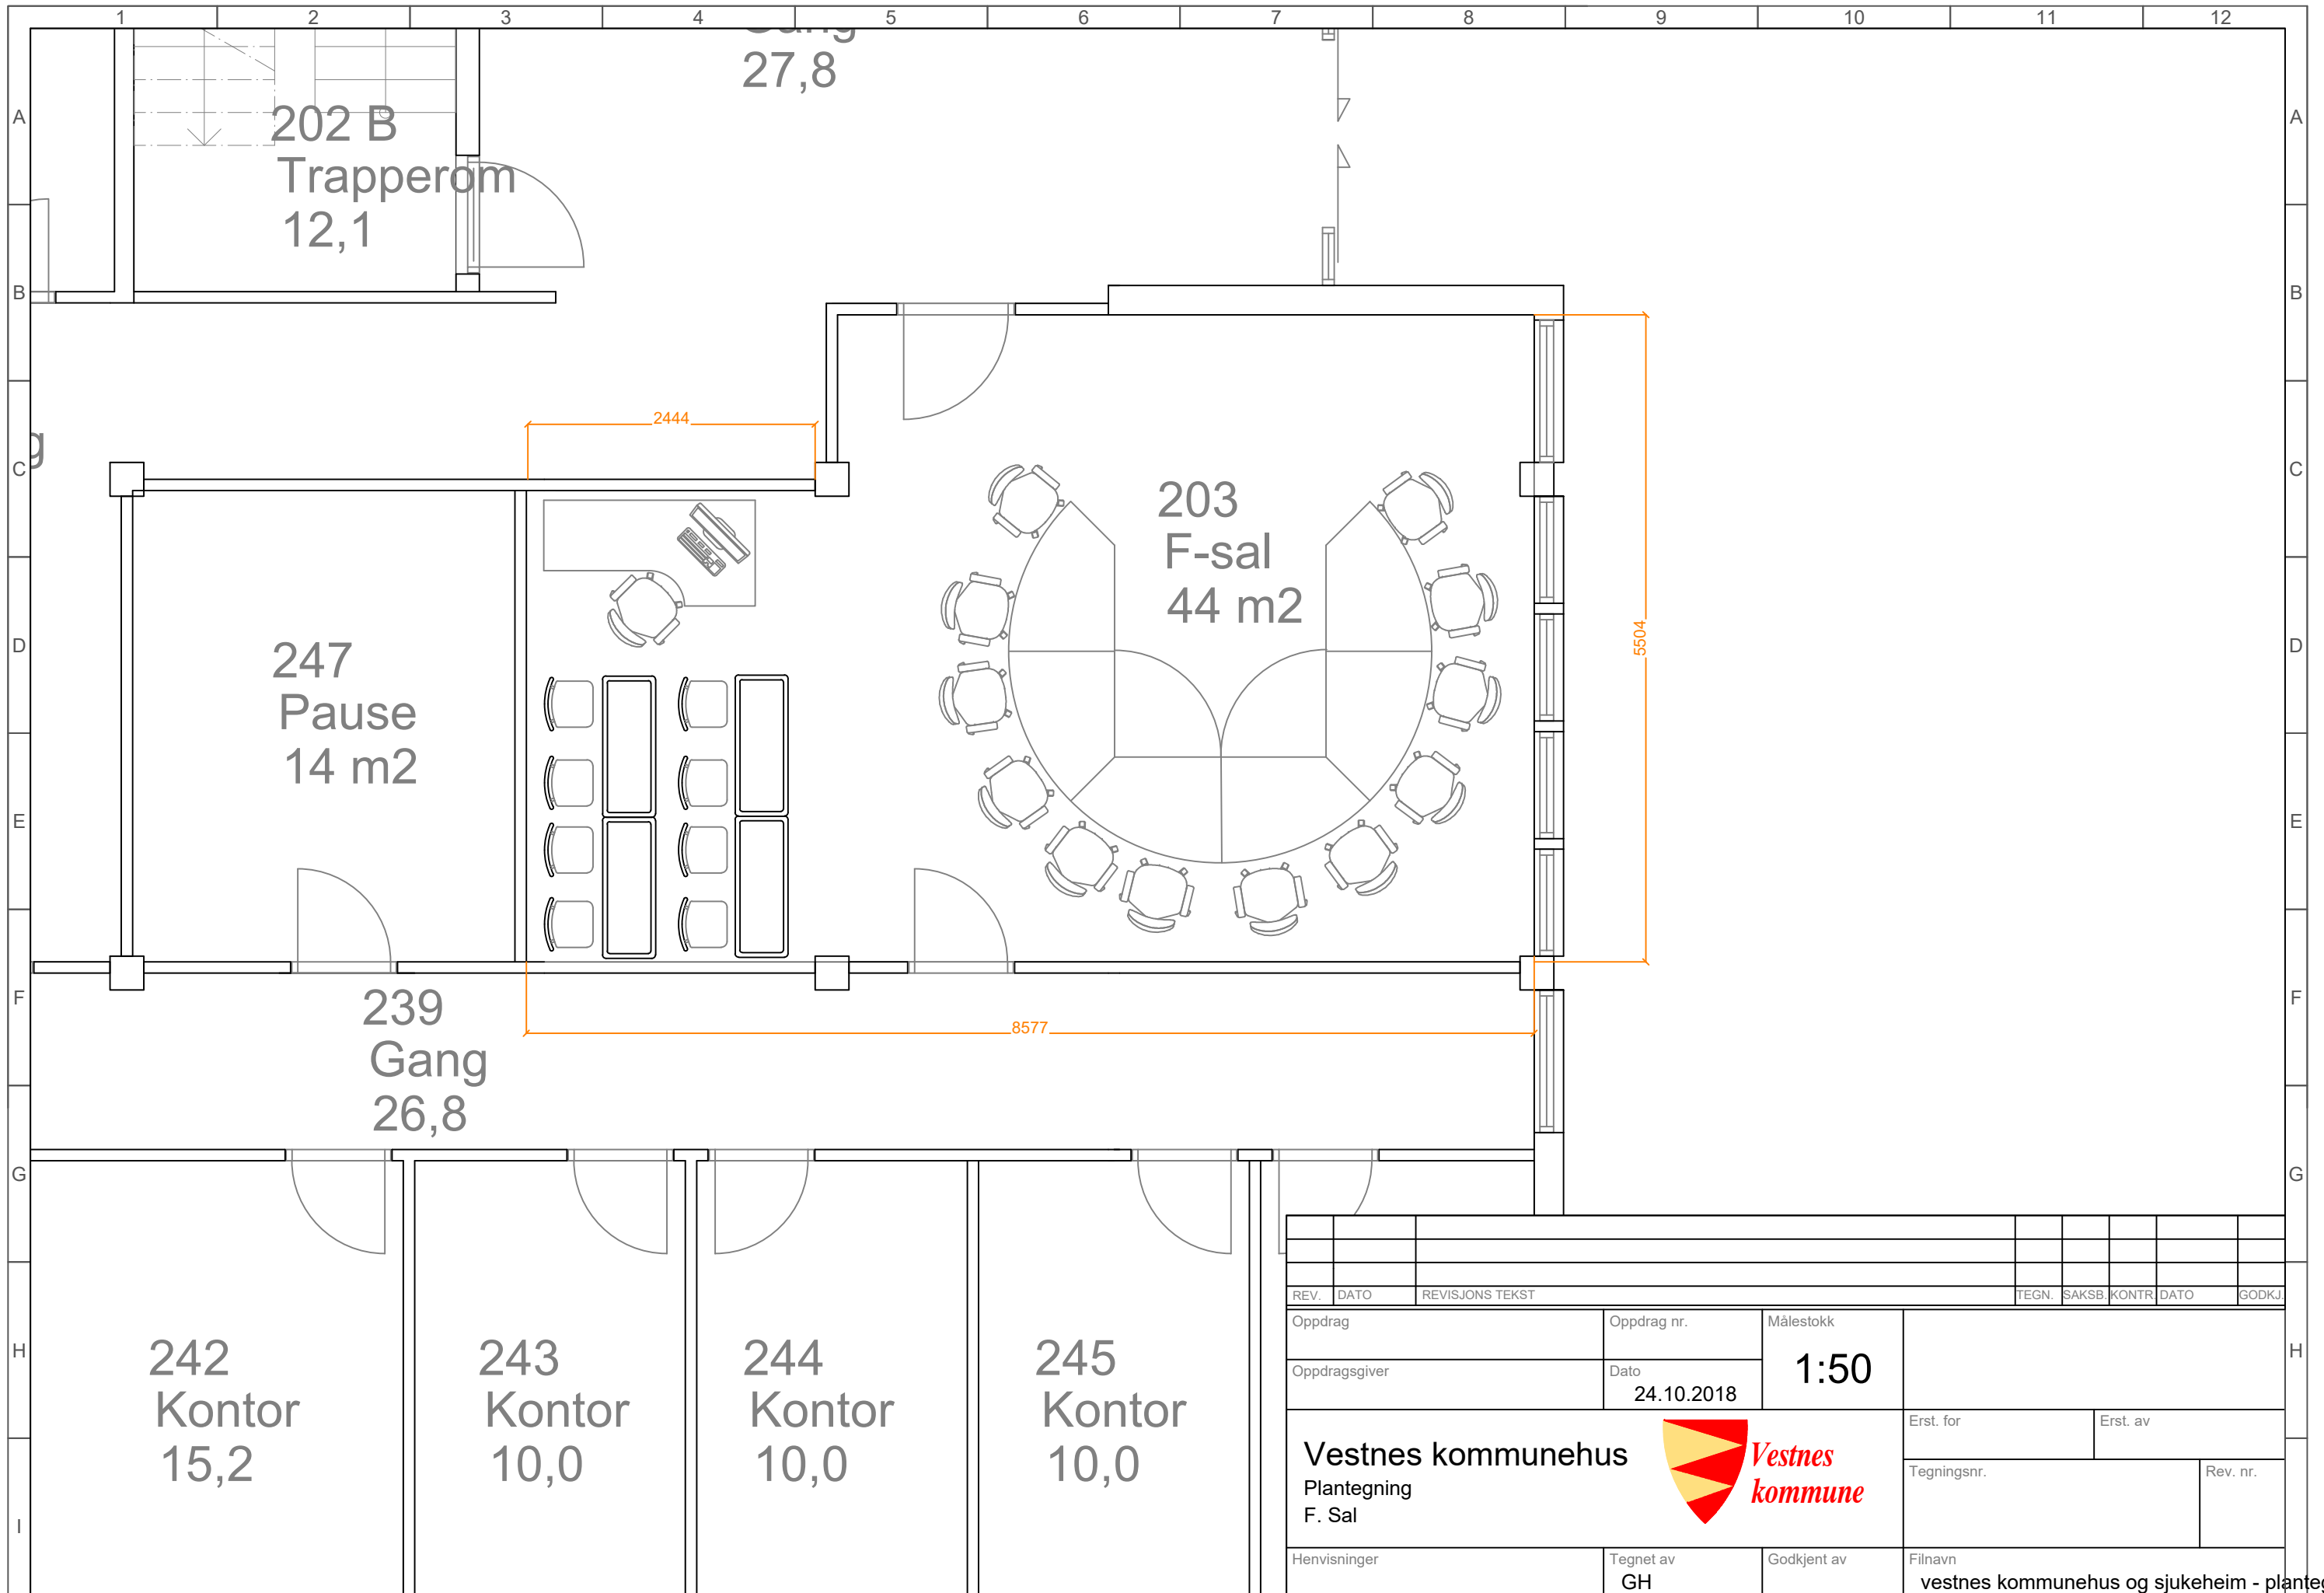 1 2 3 4 5 6 7 8 9 10 11 12
27,8
A A
202 B
Trapperom
12,1
B B
2444
g
C C
203
F-sal
44 m2
5504
D D
247
Pause
14 m2
E E
F F
239
Gang
26,8
8577
G G
REV. DATO REVISJONS TEKST TEGN. SAKSB. KONTR. DATO GODKJ.
H H
242
Kontor
15,2
243
Kontor
10,0
244
Kontor
10,0
245
Kontor
10,0
I
Oppdrag
Oppdrag nr.
Målestokk
1:50
Oppdragsgiver
Dato
24.10.2018
Vestnes kommunehus
Plantegning
F. Sal
Vestnes
kommune
Erst. for
Erst. av
Tegningsnr.
Rev. nr.
Henvisninger
Tegnet av
GH
Godkjent av
Filnavn
vestnes kommunehus og sjukeheim - planteg